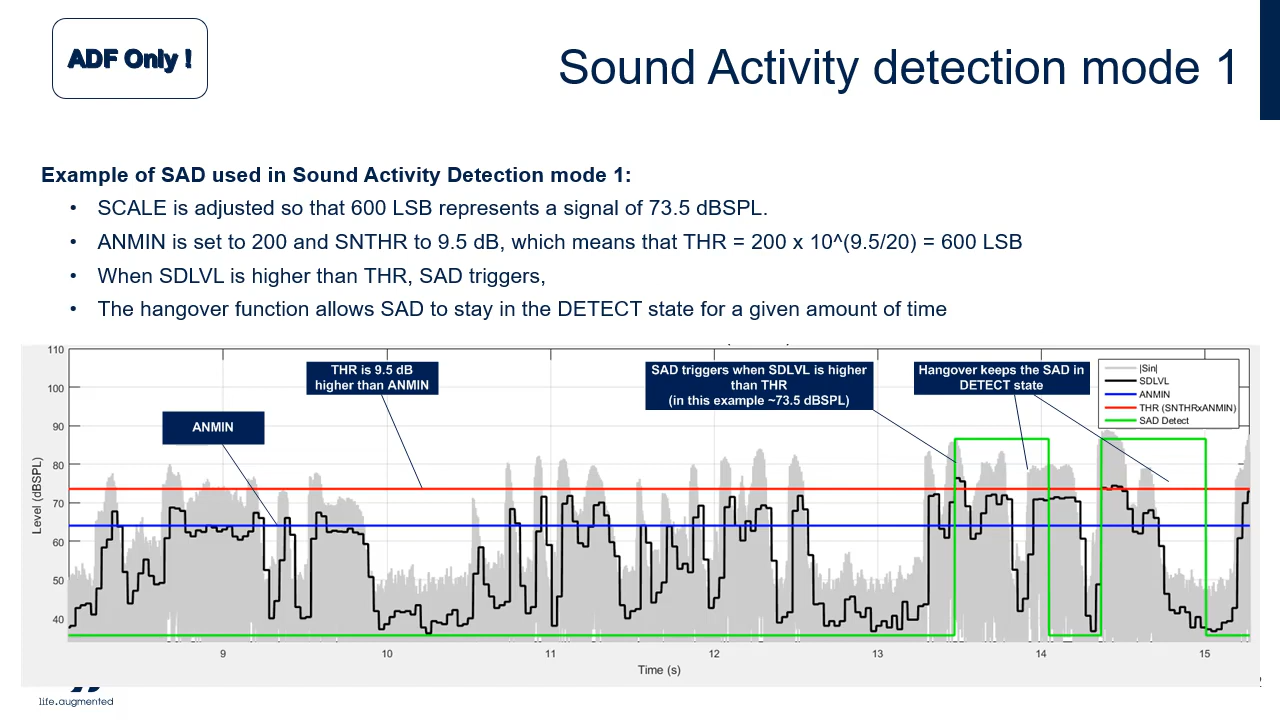 ADF Only !
Sound Activity detection mode 1
Example of SAD used in Sound Activity Detection mode 1:
• SCALE is adjusted so that 600 LSB represents a signal of 73.5 dBSPL.
• ANMIN is set to 200 and SNTHR to 9.5 dB, which means that THR = 200 x 10^(9.5/20) = 600 LSB
• When SDLVL is higher than THR, SAD triggers,
• The hangover function allows SAD to stay in the DETECT state for a given amount of time
110
100
90
80
70
60
50
40
Level (dBSPL)
THR is 9.5 dB
higher than ANMIN
ANMIN
SAD triggers when SDLVL is higher
than THR
(in this example ~73.5 dBSPL)
Hangover keeps the SAD in
DETECT state
|Sin|
SDLVL
ANMIN
THR (SNTHRxANMIN)
SAD Detect
9
10
11
12
13
14
15
Time (s)
life.augmented